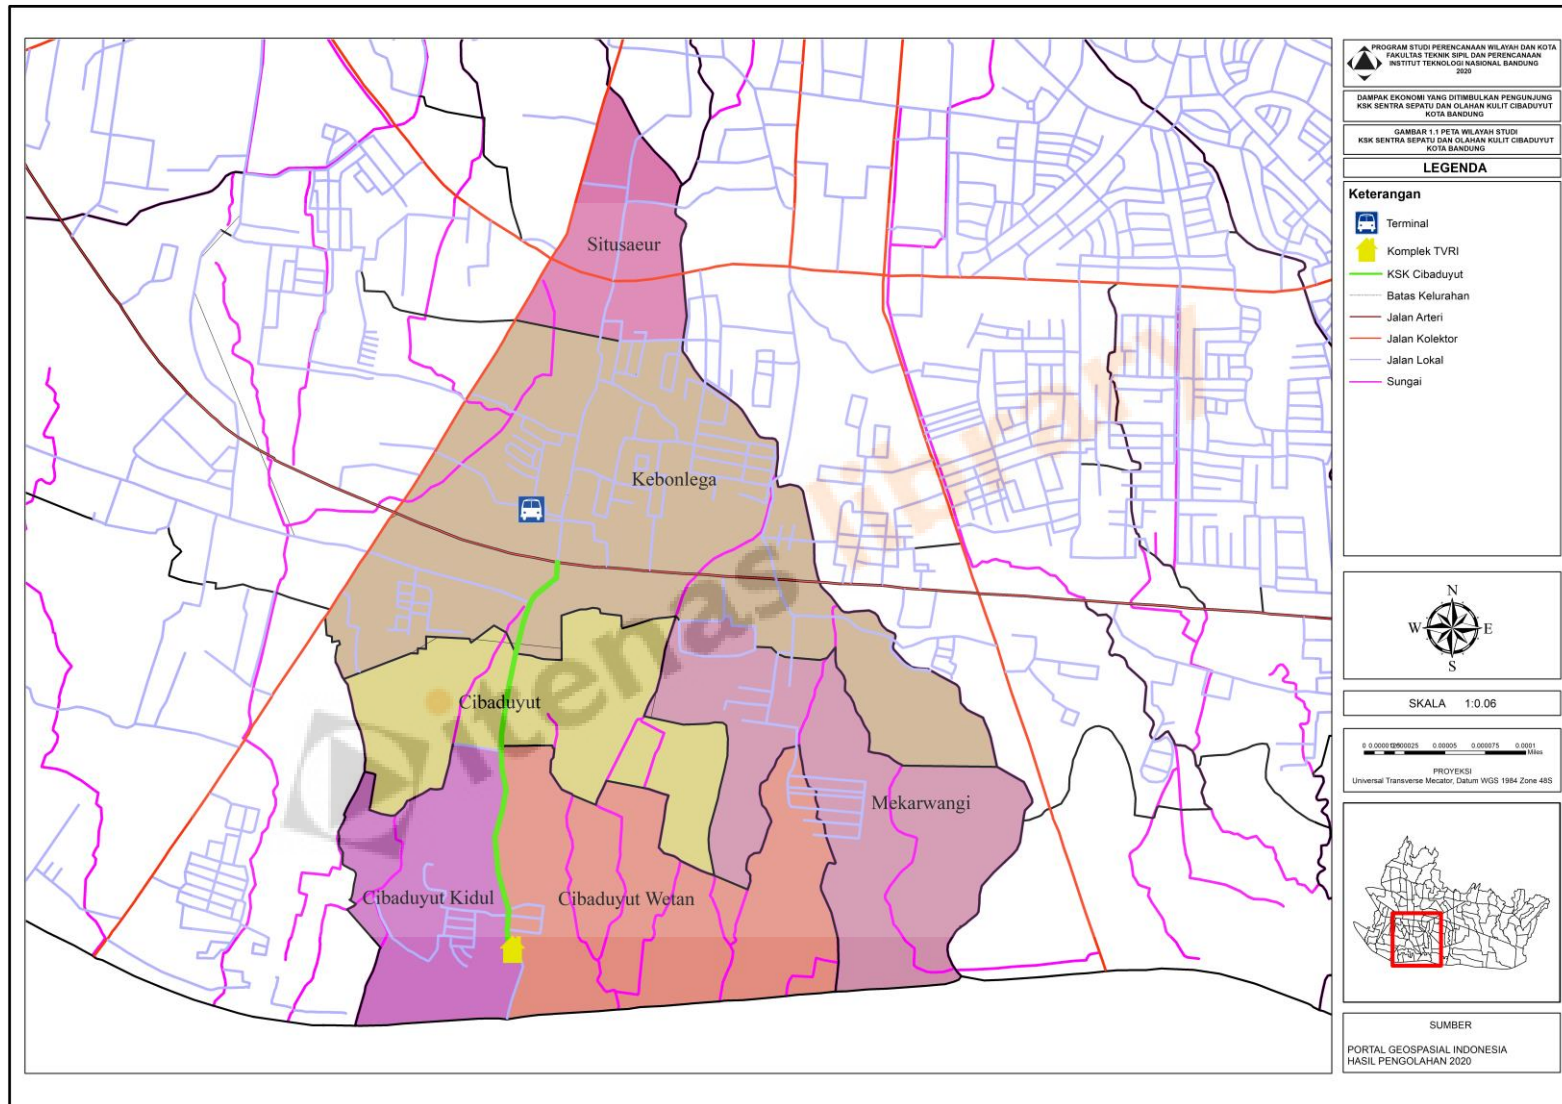 PROGRAM STUDI PERENCANAAN WILAYAH DAN KOTA
FAKULTAS TEKNIK SIPIL DAN PERENCANAAN
INSTITUT TEKNOLOGI NASIONAL BANDUNG
2020
DAMPAK EKONOMI YANG DITIMBULKAN PENGUNJUNG
KSK SENTRA SEPATU DAN OLAHAN KULIT CIBADUYUT
KOTA BANDUNG
GAMBAR 1.1 PETA WILAYAH STUDI
KSK SENTRA SEPATU DAN OLAHAN KULIT CIBADUYUT
KOTA BANDUNG
LEGENDA
Keterangan
Terminal
Komplek TVRI
KSK Cibaduyut
Batas Kelurahan
Jalan Arteri
Jalan Kolektor
Jalan Lokal
Sungai
N
W E
S
SKALA 1:0.06
0.00005 0.000075 0.0001
Miles
PROYEKSI
Universal Transverse Mecator, Datum WGS 1984 Zone 48S
SUMBER
PORTAL GEOSPASIAL INDONESIA
HASIL PENGOLAHAN 2020
Situsaeur
Kebonlega
Cibaduyut
Mekarwangi
Cibaduyut Kidul
Cibaduyut Wetan
itenas library